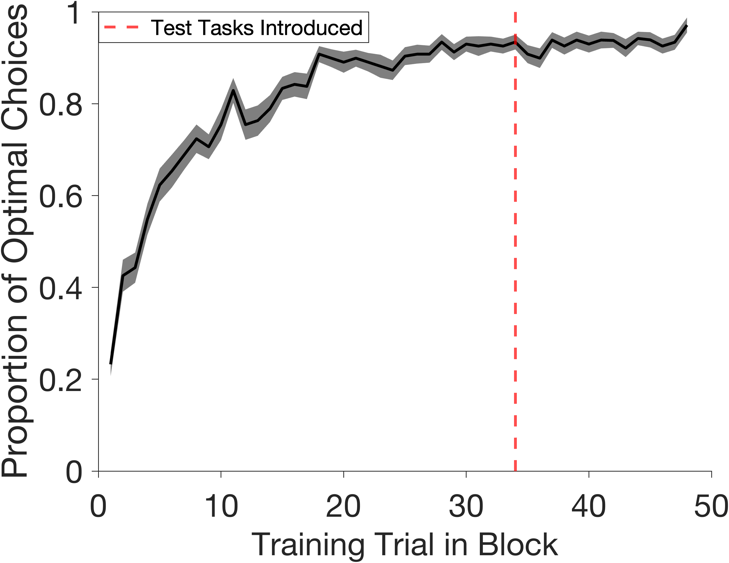 Test Tasks Introduced
Proportion of Optimal Choices
1
0.8
0.6
0.4
0.2
0
0 10 20 30 40 50
Training Trial in Block